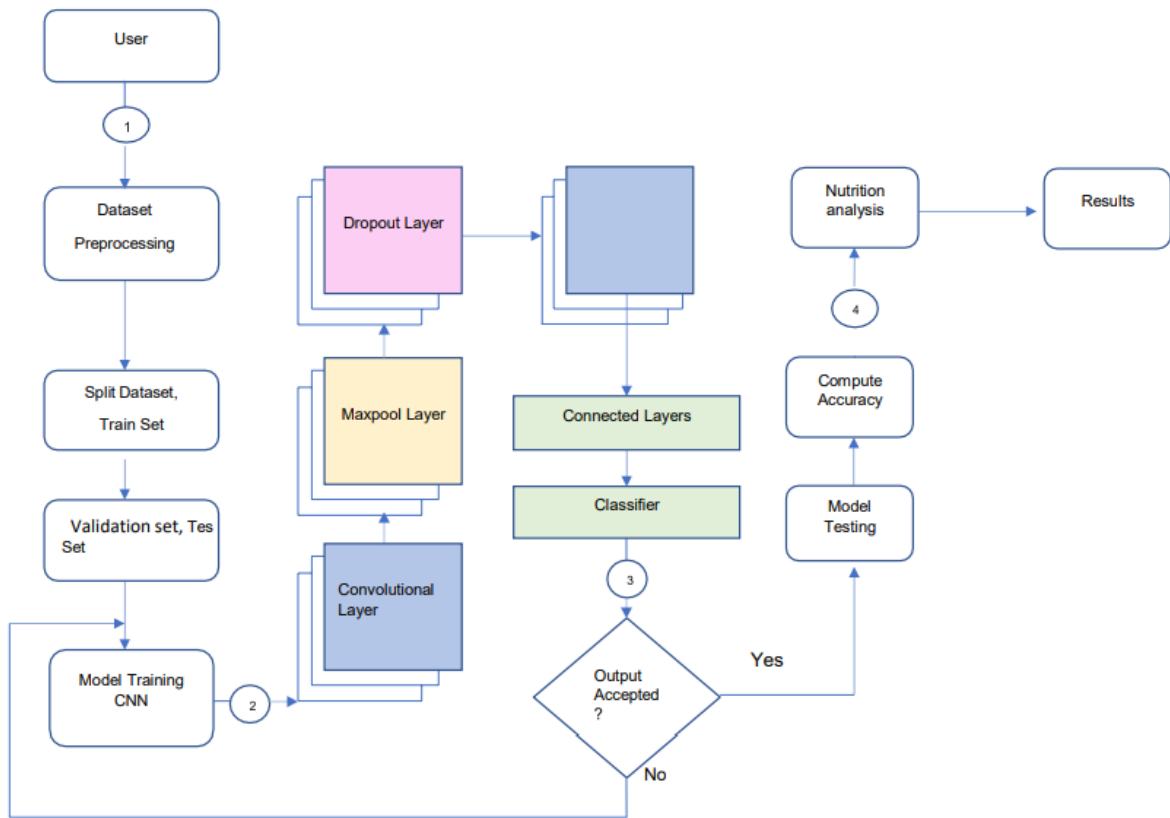 User
1
Dataset
Preprocessing
Split Dataset,
Train Set
Validation set, Tes
Set
Model Training
CNN
2
Convolutional
Layer
Maxpool Layer
Dropout Layer
Connected Layers
Classifier
3
Output
Accepted
?
Yes
No
Model
Testing
Compute
Accuracy
4
Nutrition
analysis
Results